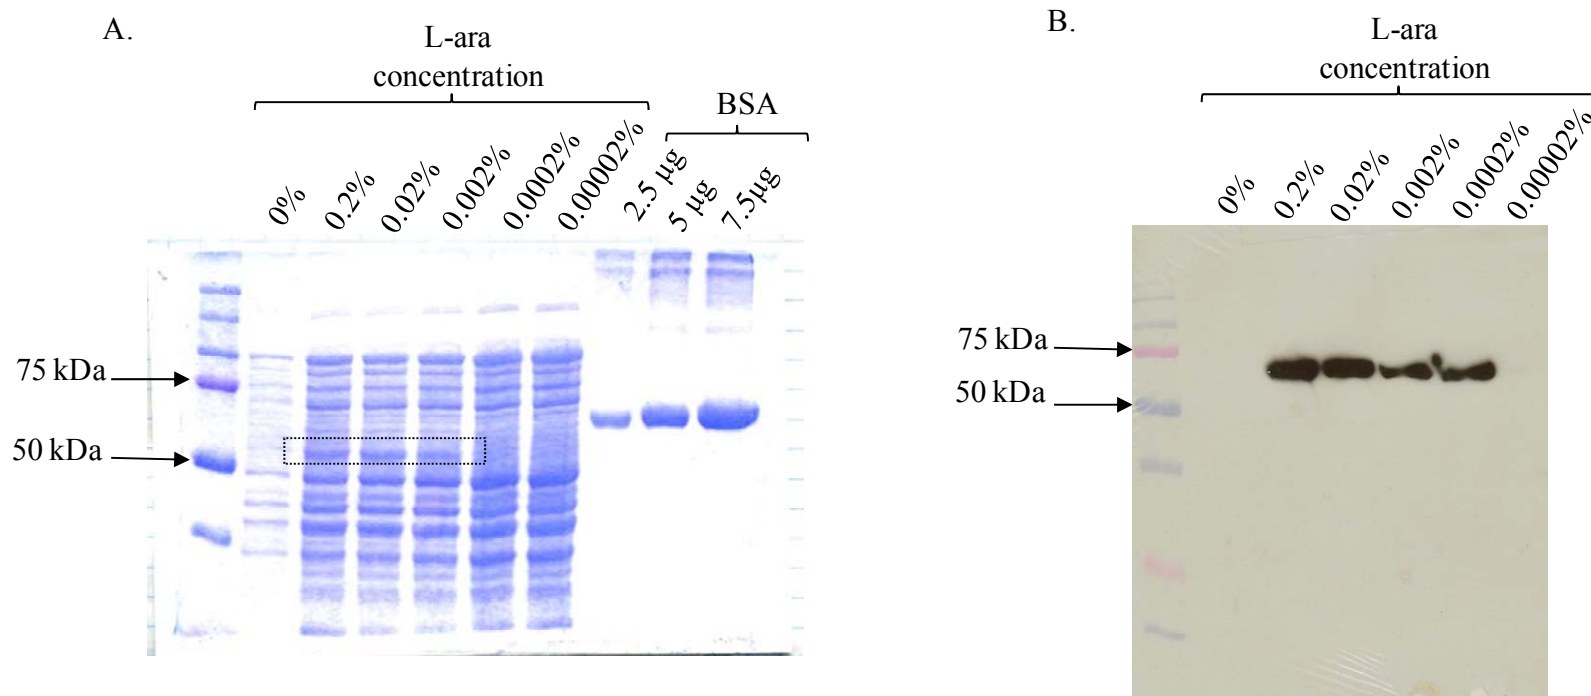 A.
L-ara
concentration
BSA
0%
0.2%
0.02%
0.002%
0.0002%
0.00002%
2.5 µg
5 µg
7.5µg
75 kDa
50 kDa
B.
L-ara
concentration
0%
0.2%
0.02%
0.002%
0.0002%
0.00002%
75 kDa
50 kDa